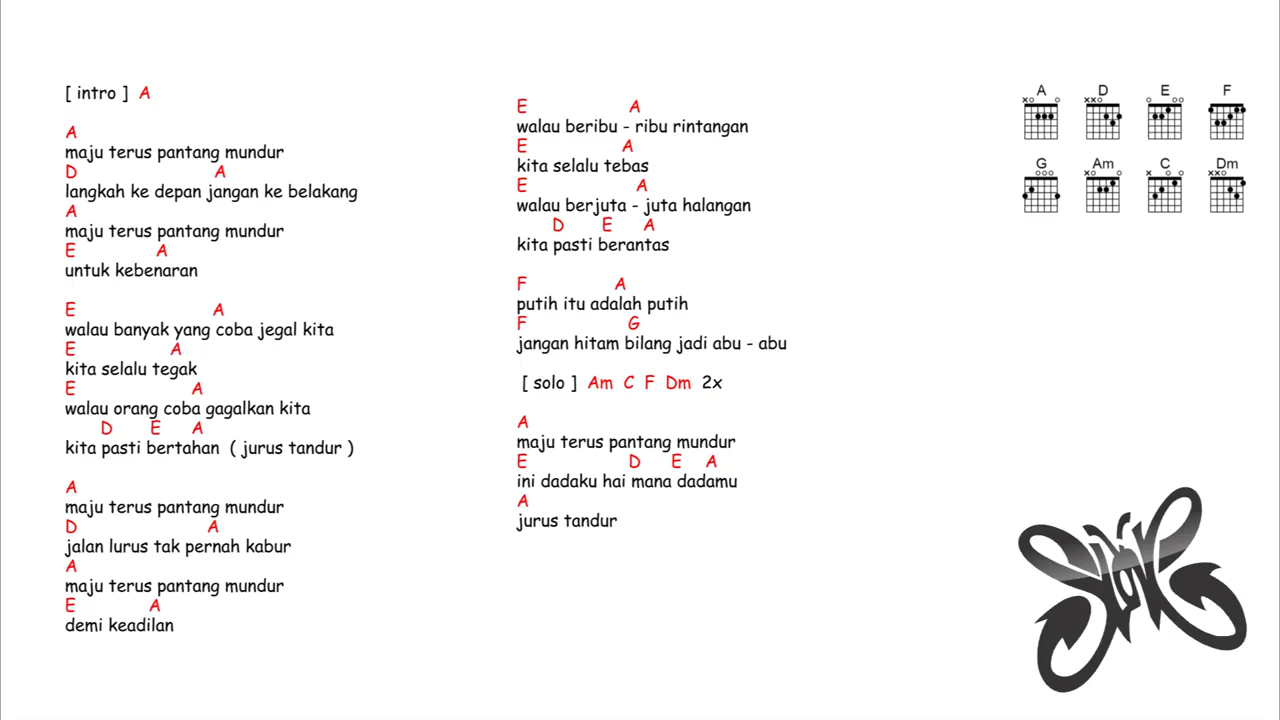 [ intro ] A
A
maju terus pantang mundur
D A
langkah ke depan jangan ke belakang
A
maju terus pantang mundur
E A
untuk kebenaran
E A
walau banyak yang coba jegal kita
E A
kita selalu tegak
E A
walau orang coba gagalkan kita
D E A
kita pasti bertahan ( jurus tandur )
A
maju terus pantang mundur
D A
jalan lurus tak pernah kabur
A
maju terus pantang mundur
E A
demi keadilan
E A
walau beribu - ribu rintangan
E A
kita selalu tebas
E A
walau berjuta - juta halangan
D E A
kita pasti berantas
F A
putih itu adalah putih
F G
jangan hitam bilang jadi abu - abu
[ solo ] Am C F Dm 2x
A
maju terus pantang mundur
E D E A
ini dadaku hai mana dadamu
A
jurus tandur
A D E F
G Am C Dm
Slank